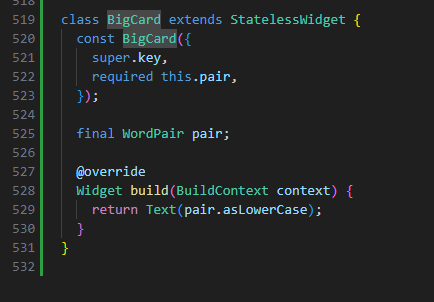 518
519 class BigCard extends StatelessWidget {
520   const BigCard({
521     super.key,
522     required this.pair,
523   });
524
525   final WordPair pair;
526
527   @override
528   Widget build(BuildContext context) {
529     return Text(pair.asLowerCase);
530   }
531 }
532